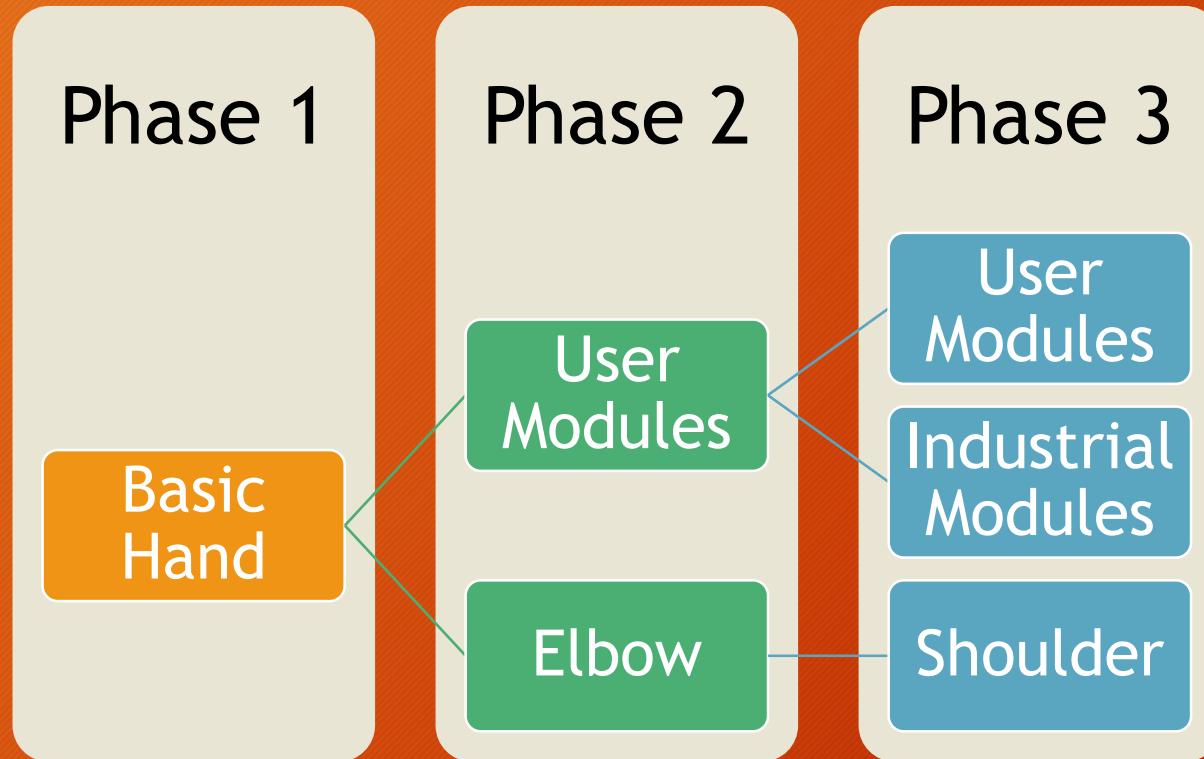 Phase 1
Phase 2
Phase 3
Basic
Hand
User
Modules
Elbow
User
Modules
Industrial
Modules
Shoulder